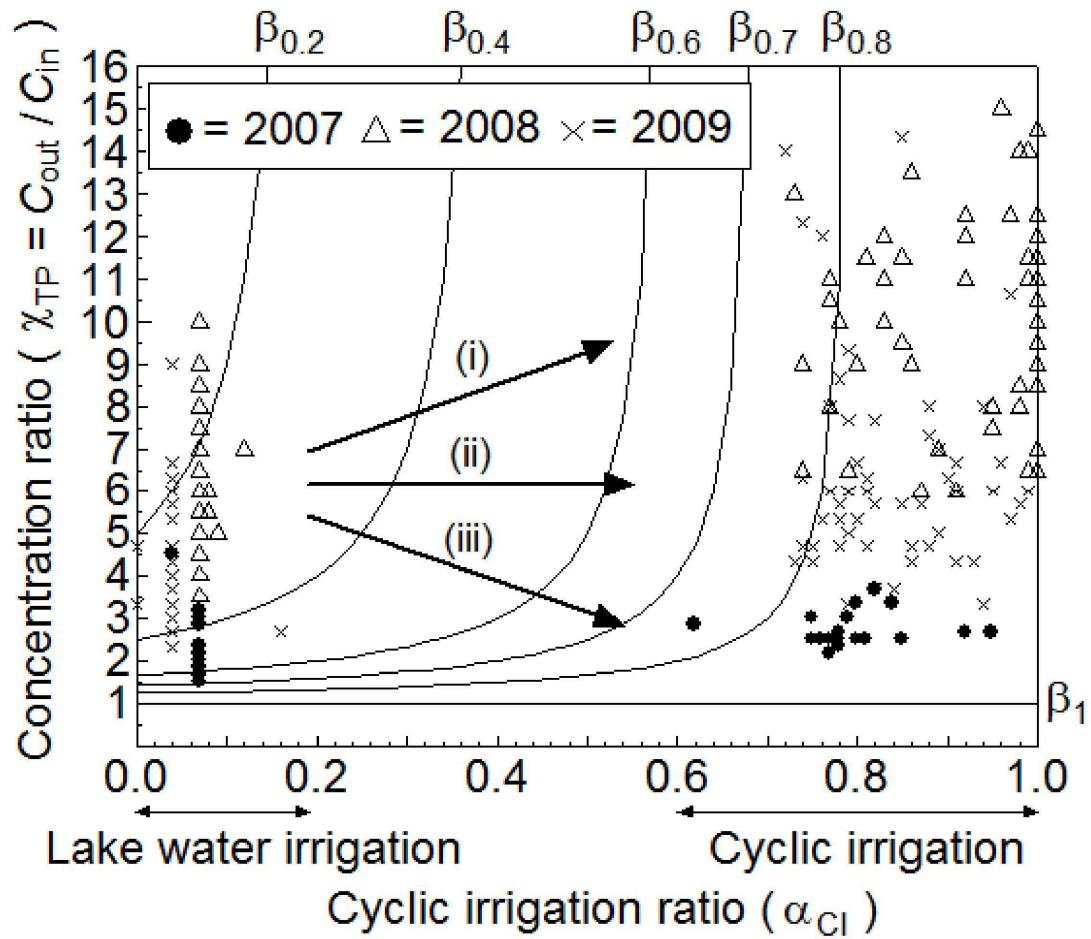 β0.2 β0.4 β0.6 β0.7 β0.8
Concentration ratio ( χTP = Cout / Cin )
16
15
14
13
12
11
10
9
8
7
6
5
4
3
2
1
● = 2007 △ = 2008 × = 2009
(i)
(ii)
(iii)
β1
0.0 0.2 0.4 0.6 0.8 1.0
Lake water irrigation Cyclic irrigation
Cyclic irrigation ratio ( αCI )